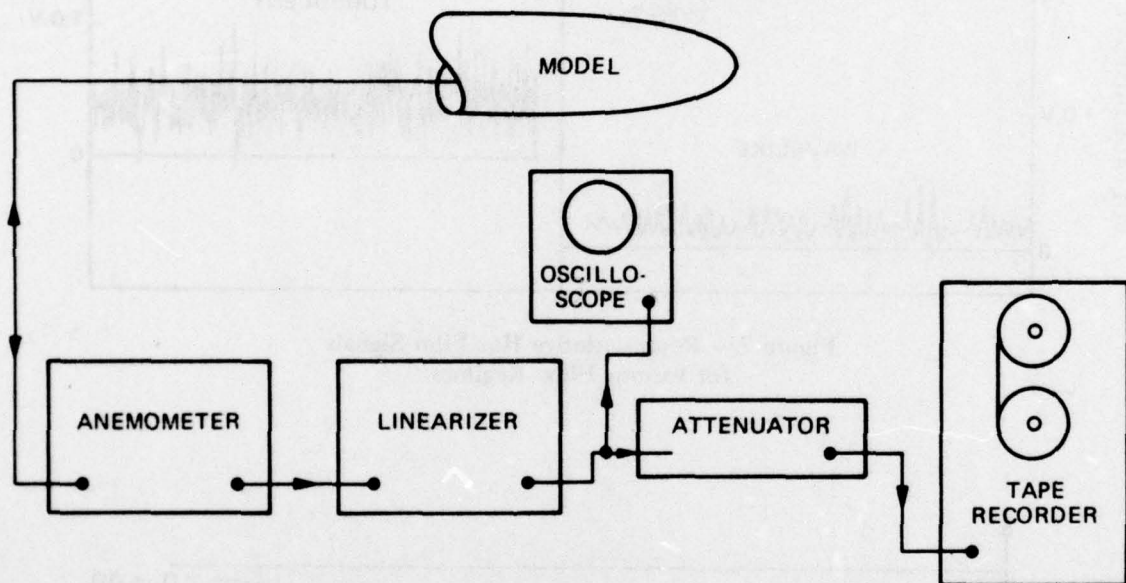 MODEL
OSCILLO-
SCOPE
ANEMOMETER
LINEARIZER
ATTENUATOR
TAPE
RECORDER